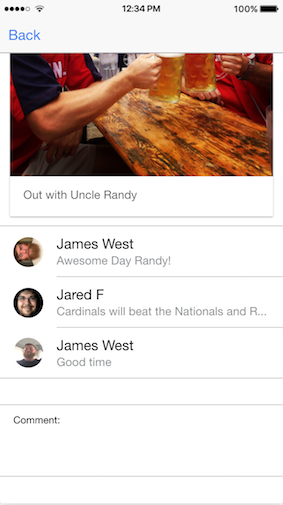 12:34 PM
100%
Back
Out with Uncle Randy
James West
Awesome Day Randy!
Jared F
Cardinals will beat the Nationals and R...
James West
Good time
Comment: